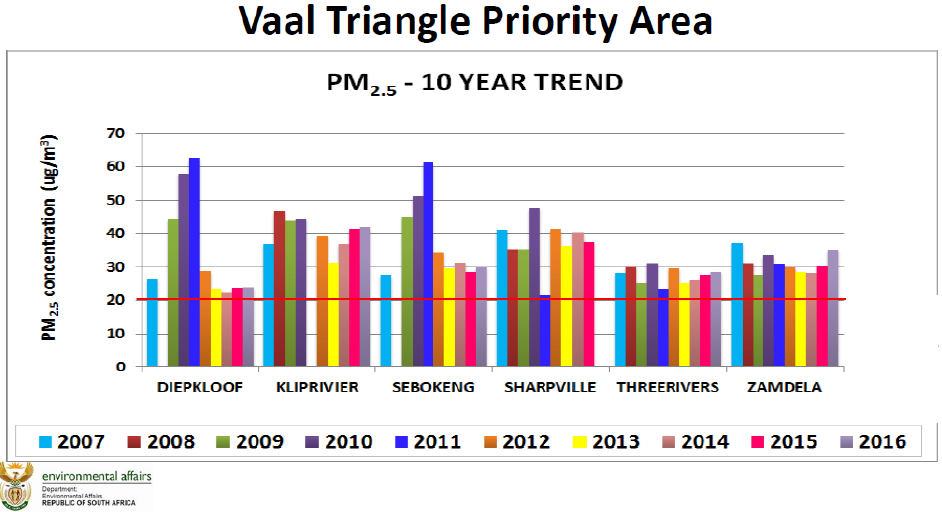 Vaal Triangle Priority Area
PM2.5 - 10 YEAR TREND
PM2.5 concentration (ug/m3)
70
60
50
40
30
20
10
0
DIEPKLOOF KLIPRIVIER SEBOKENG SHARPVILLE THREERIVERS ZAMDELA
2007 2008 2009 2010 2011 2012 2013 2014 2015 2016
environmental affairs
Department:
Environmental Affairs
REPUBLIC OF SOUTH AFRICA